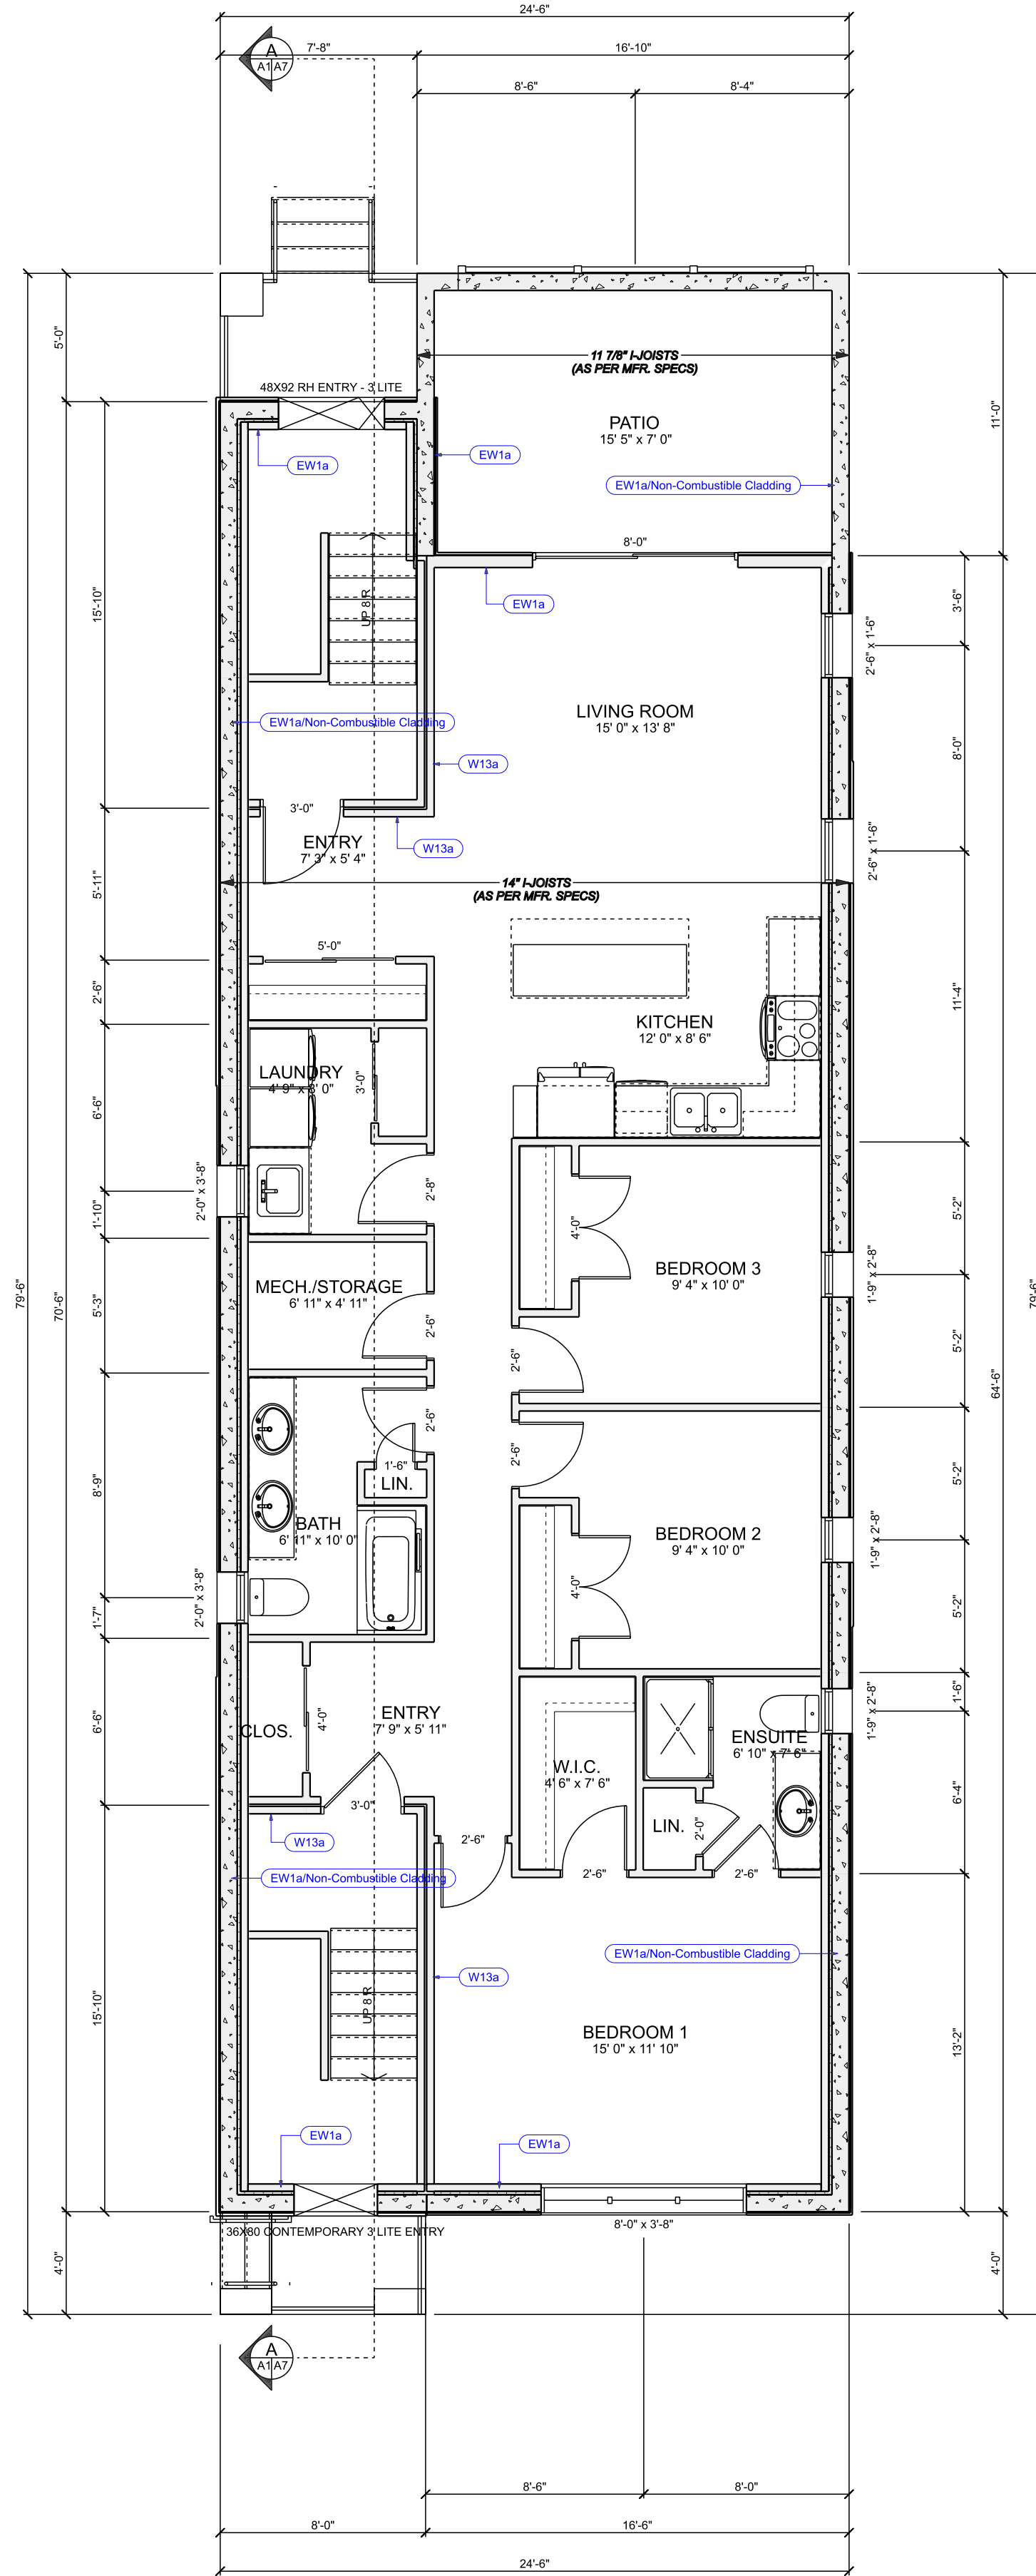 24'-6"
7'-8"
16'-10"
A
A1 A7
8'-6"
8'-4"
5'-0"
48X92 RH ENTRY - 3 LITE
11 7/8" I-JOISTS
(AS PER MFR. SPECS)
PATIO
15' 5" x 7' 0"
EW1a
EW1a
EW1a/Non-Combustible Cladding
11'-0"
8'-0"
EW1a
15'-10"
UP 8 R
3'-6"
2'-6" x 1'-6"
LIVING ROOM
15' 0" x 13' 8"
EW1a/Non-Combustible Cladding
W13a
8'-0"
3'-0"
ENTRY
7' 3" x 5' 4"
W13a
2'-6" x 1'-6"
14" I-JOISTS
(AS PER MFR. SPECS)
5'-11"
5'-0"
2'-6"
11'-4"
KITCHEN
12' 0" x 8' 6"
LAUNDRY
4' 9" x 8' 0"
3'-0"
6'-6"
2'-0" x 3'-8"
2'-8"
1'-10"
4'-0"
5'-2"
BEDROOM 3
9' 4" x 10' 0"
1'-9" x 2'-8"
MECH./STORAGE
6' 11" x 4' 11"
79'-6"
70'-6"
5'-3"
2'-6"
2'-6"
5'-2"
79'-6"
64'-6"
2'-6"
2'-6"
1'-6"
LIN.
8'-9"
5'-2"
BATH
6' 11" x 10' 0"
BEDROOM 2
9' 4" x 10' 0"
1'-9" x 2'-8"
4'-0"
2'-0" x 3'-8"
1'-7"
5'-2"
1'-6"
1'-9" x 2'-8"
6'-6"
CLOS.
4'-0"
ENTRY
7' 9" x 5' 11"
ENSUITE
6' 10" x 7' 6"
W.I.C.
4' 6" x 7' 6"
3'-0"
LIN.
2'-0"
6'-4"
W13a
2'-6"
2'-6"
2'-6"
EW1a/Non-Combustible Cladding
EW1a/Non-Combustible Cladding
W13a
15'-10"
UP 8 R
BEDROOM 1
15' 0" x 11' 10"
13'-2"
EW1a
EW1a
36X80 CONTEMPORARY 3 LITE ENTRY
8'-0" x 3'-8"
4'-0"
4'-0"
A
A1 A7
8'-6"
8'-0"
8'-0"
16'-6"
24'-6"